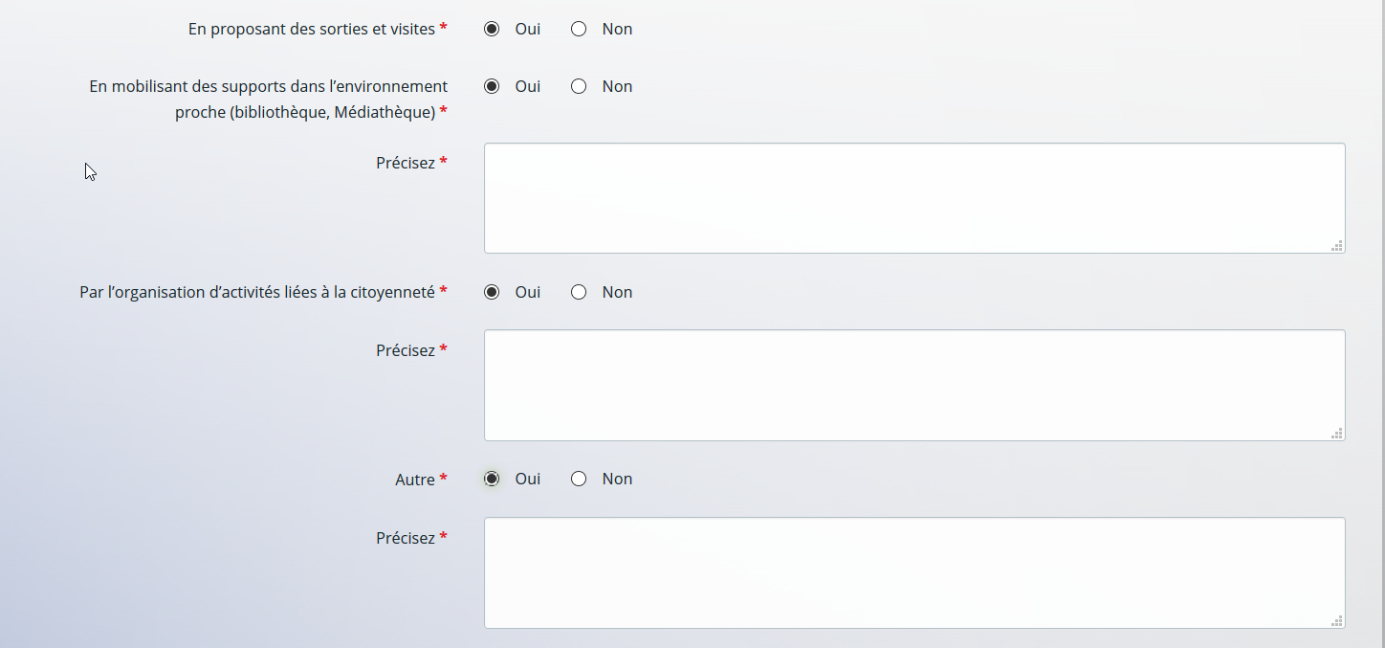 En proposant des sorties et visites * Oui Non
En mobilisant des supports dans l’environnement
proche (bibliothèque, Médiathèque) * Oui Non
Précisez *
Par l’organisation d’activités liées à la citoyenneté * Oui Non
Précisez *
Autre * Oui Non
Précisez *